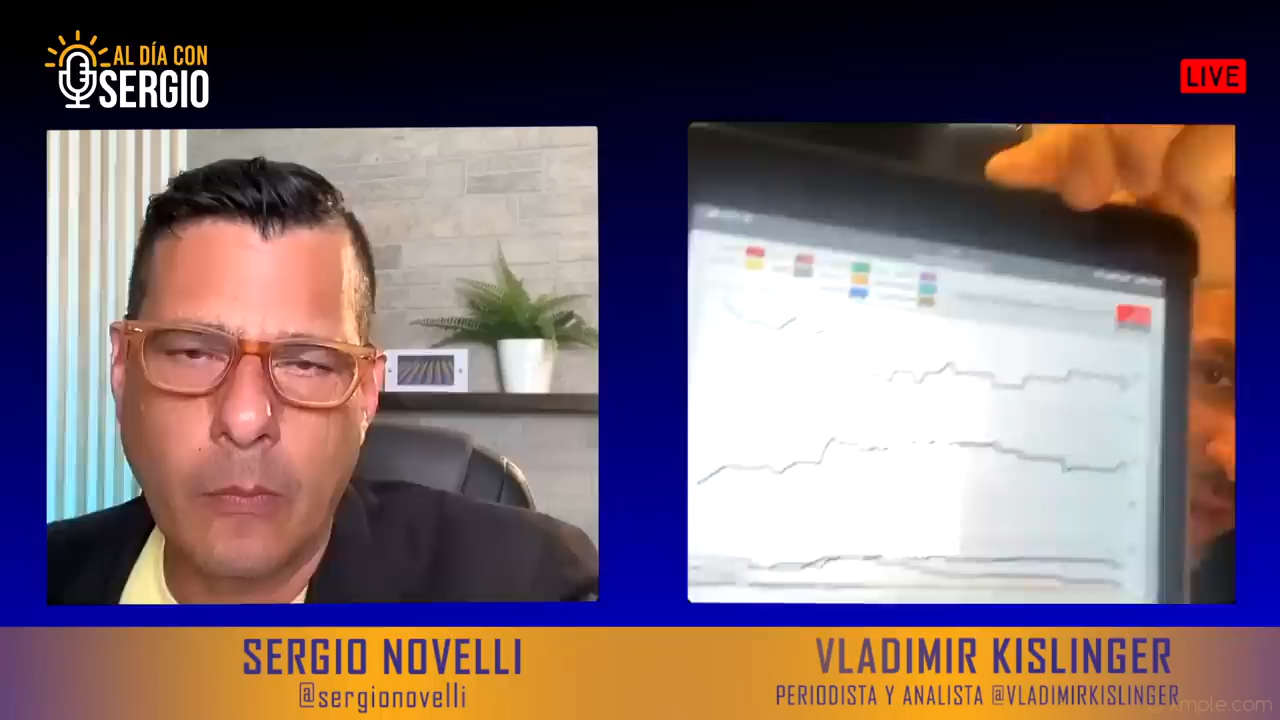 AL DÍA CON
SERGIO
LIVE
SERGIO NOVELLI
@sergionovelli
VLADIMIR KISLINGER
PERIODISTA Y ANALISTA @VLADIMIRKISLINGER